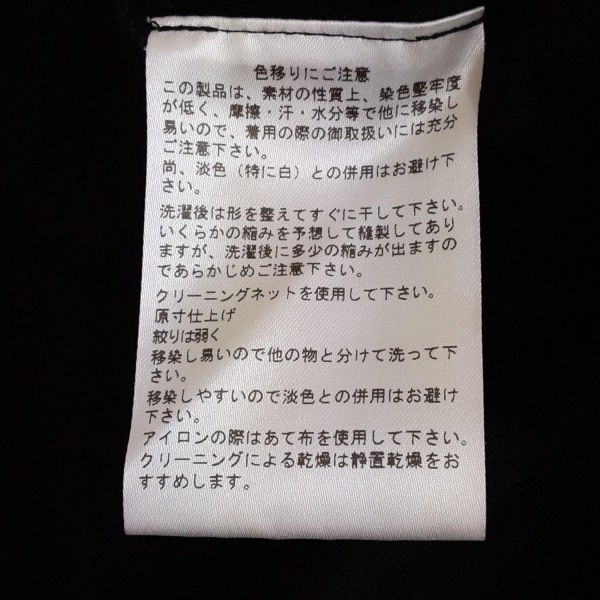 色移りにご注意
この製品は、素材の性質上、染色堅牢度
が低く、摩擦・汗・水分等で他に移染し
易いので、着用の際の御取扱いには充分
ご注意下さい。
尚、淡色（特に白）との併用はお避け下
さい。
洗濯後は形を整えてすぐに干して下さい。
いくらかの縮みを予想して縫製してあり
ますが、洗濯後に多少の縮みが出ますの
であらかじめご注意下さい。
クリーニングネットを使用して下さい。
原寸仕上げ
絞りは弱く
移染し易いので他の物と分けて洗って下
さい。
移染しやすいので淡色との併用はお避け
下さい。
アイロンの際はあて布を使用して下さい。
クリーニングによる乾燥は静置乾燥をお
すすめします。